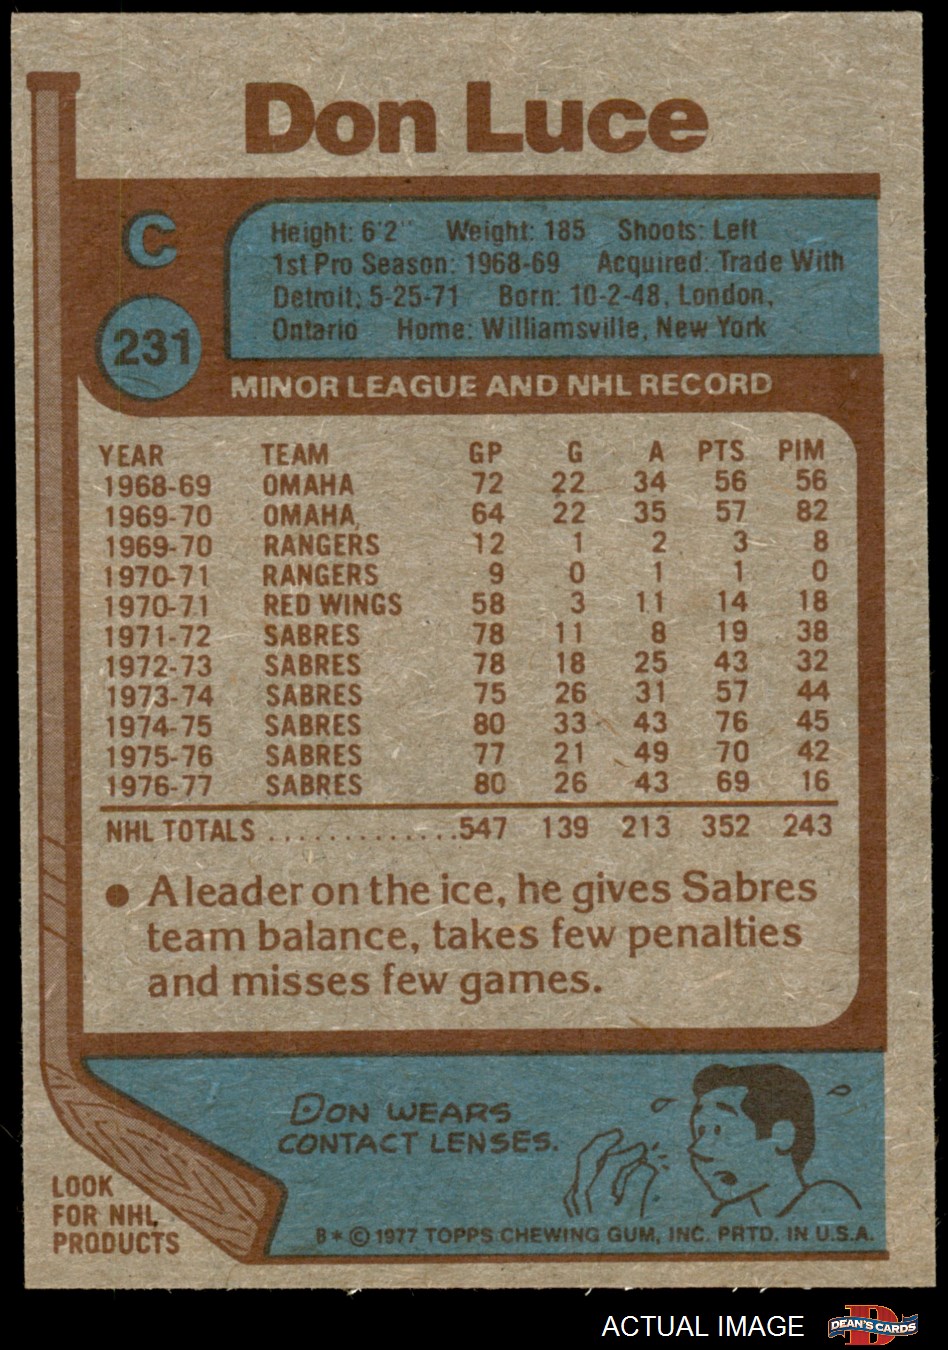 Don Luce
C
231
Height: 6'2" Weight: 185 Shoots: Left
1st Pro Season: 1968-69 Acquired: Trade With
Detroit, 5-25-71 Born: 10-2-48, London,
Ontario Home: Williamsville, New York
MINOR LEAGUE AND NHL RECORD
YEAR TEAM GP G A PTS PIM
1968-69 OMAHA 72 22 34 56 56
1969-70 OMAHA 64 22 35 57 82
1969-70 RANGERS 12 1 2 3 8
1970-71 RANGERS 9 0 1 1 0
1970-71 RED WINGS 58 3 11 14 18
1971-72 SABRES 78 11 8 19 38
1972-73 SABRES 78 18 25 43 32
1973-74 SABRES 75 26 31 57 44
1974-75 SABRES 80 33 43 76 45
1975-76 SABRES 77 21 49 70 42
1976-77 SABRES 80 26 43 69 16
NHL TOTALS ..............547 139 213 352 243
● A leader on the ice, he gives Sabres
team balance, takes few penalties
and misses few games.
DON WEARS
CONTACT LENSES.
LOOK
FOR NHL
PRODUCTS
B* © 1977 TOPPS CHEWING GUM, INC. PRTD. IN U.S.A.
ACTUAL IMAGE
D
DEAN'S CARDS